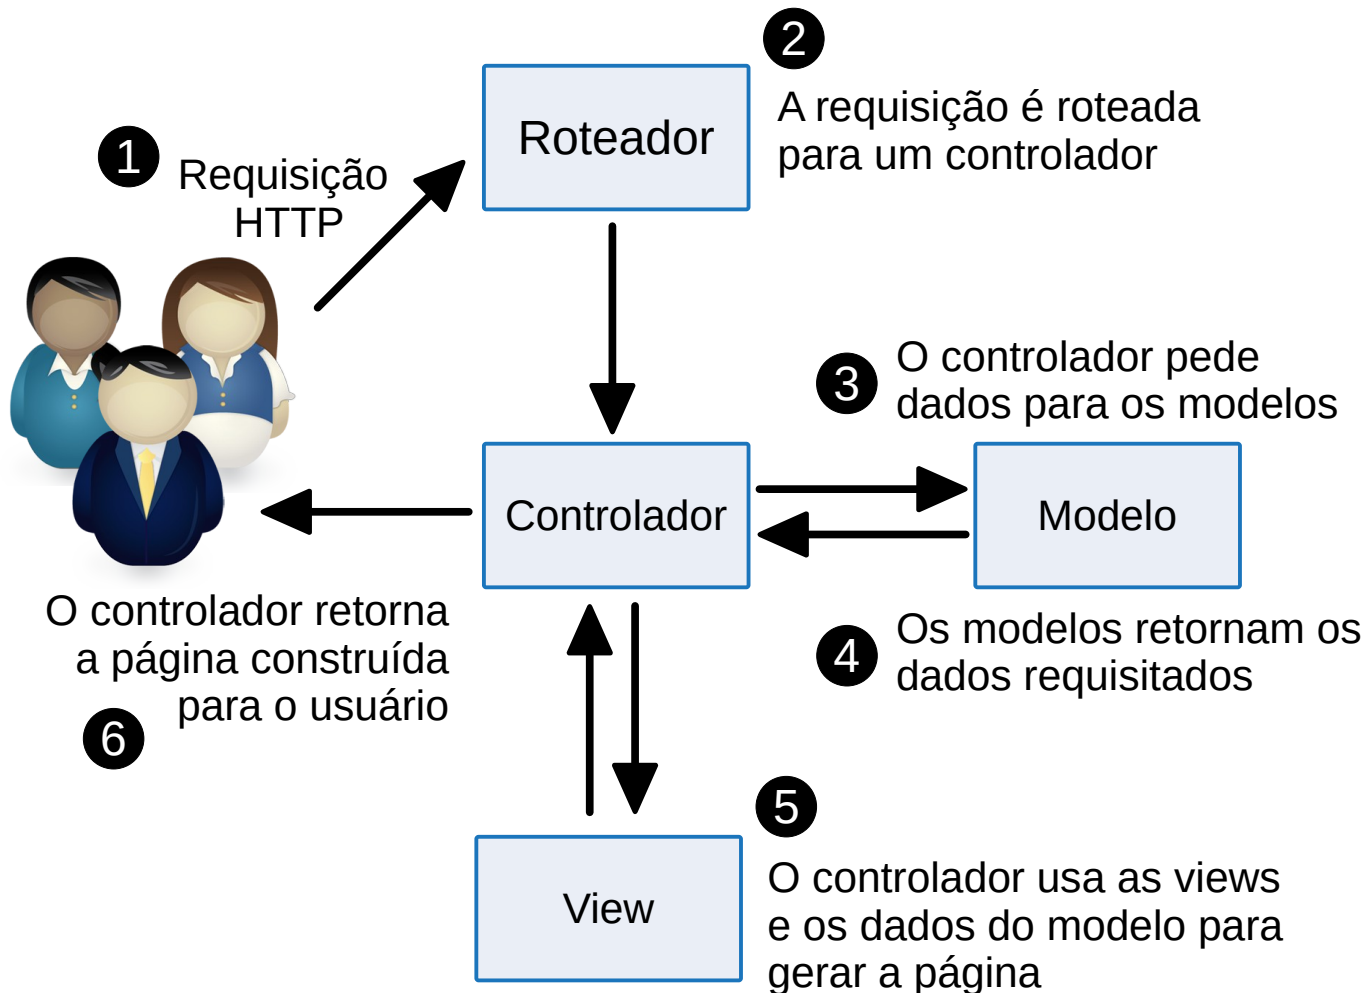 1
Requisição
HTTP
Roteador
2
A requisição é roteada
para um controlador
3
O controlador pede
dados para os modelos
Controlador
Modelo
4
Os modelos retornam os
dados requisitados
5
O controlador usa as views
e os dados do modelo para
gerar a página
View
O controlador retorna
a página construída
para o usuário
6